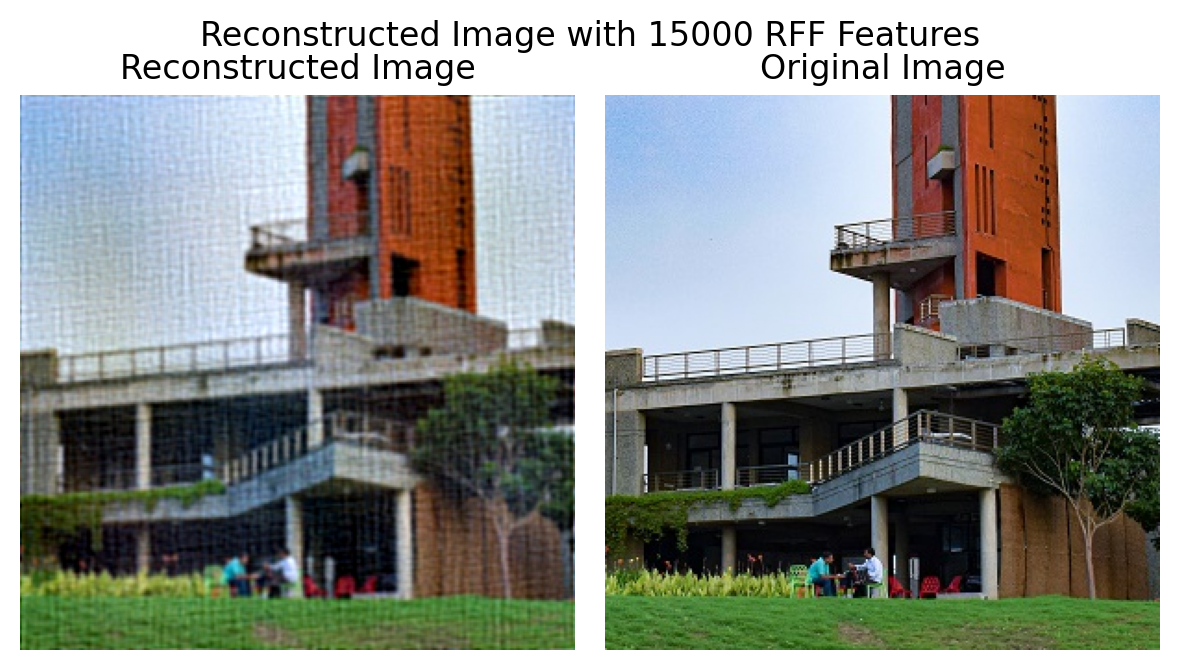 Reconstructed Image with 15000 RFF Features
Reconstructed Image
Original Image